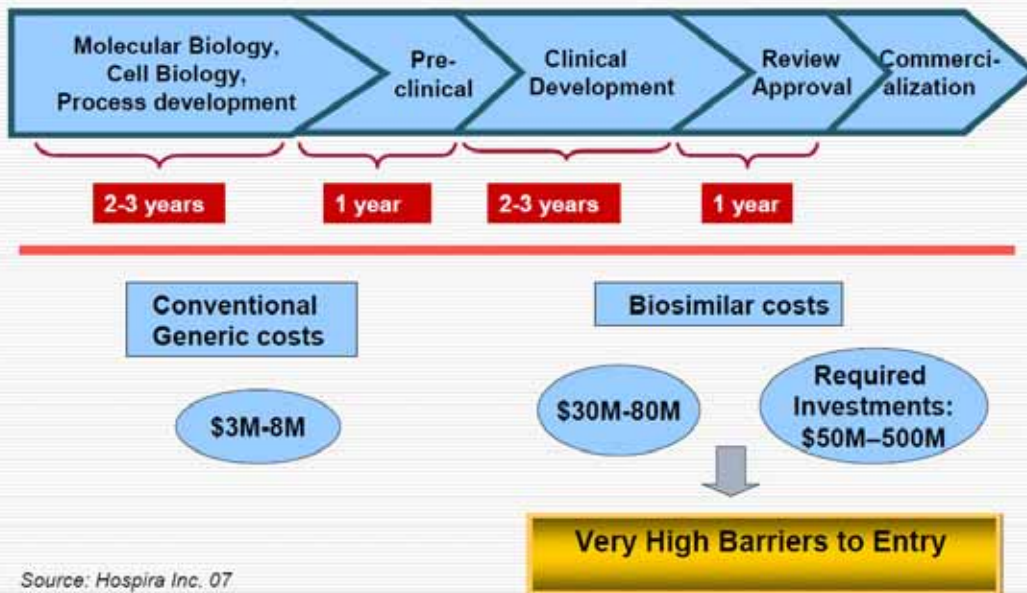 Molecular Biology,
Cell Biology,
Process development
Pre-
clinical
Clinical
Development
Review
Approval
Commerci-
alization
2-3 years
1 year
2-3 years
1 year
Conventional
Generic costs
Biosimilar costs
$3M-8M
$30M-80M
Required
Investments:
$50M–500M
Very High Barriers to Entry
Source: Hospira Inc. 07